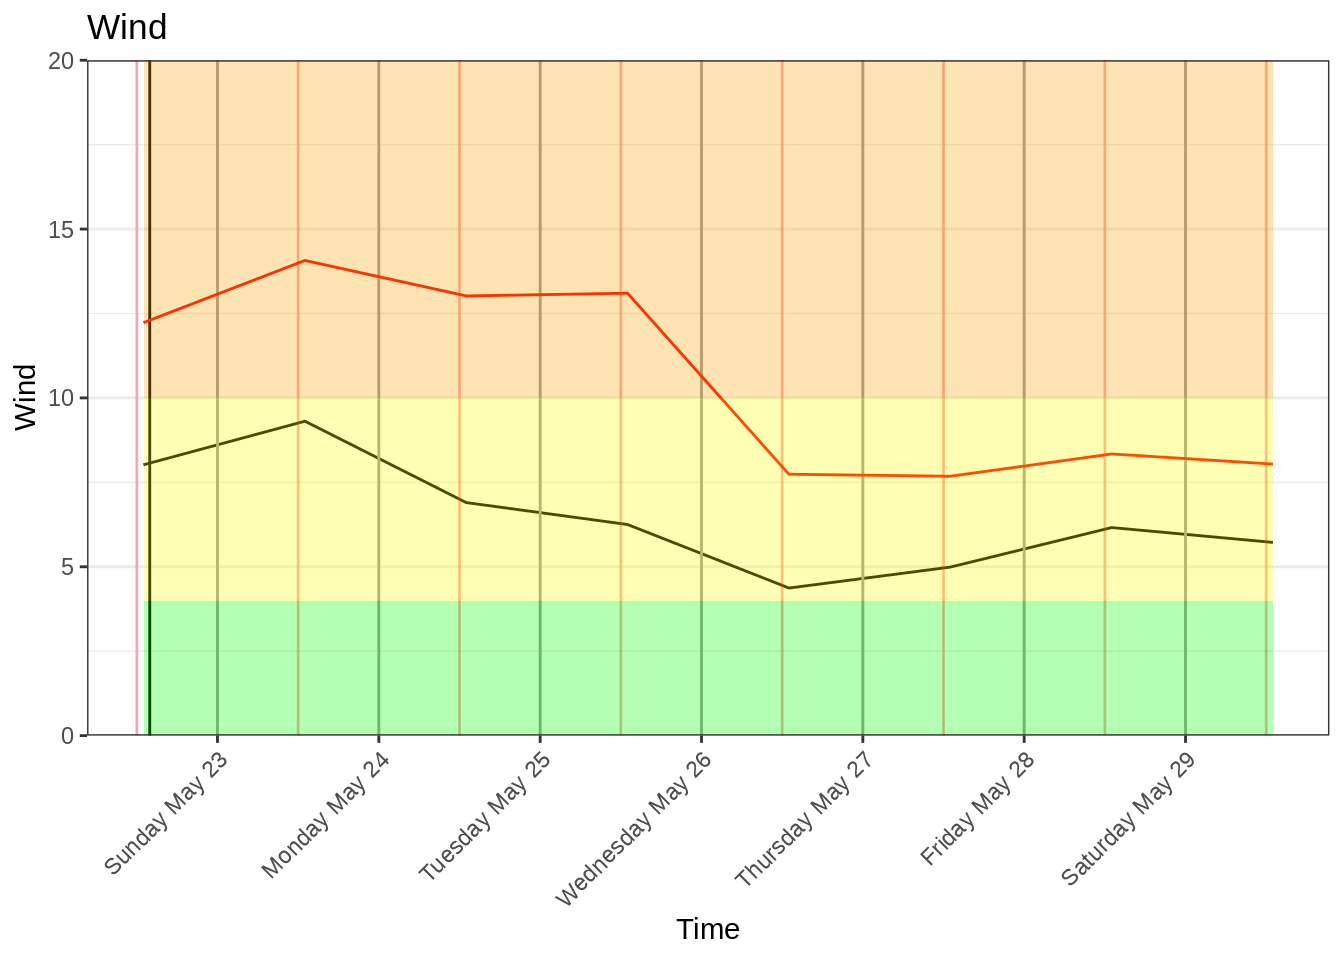 Wind
20
15
10
5
0
Wind
Sunday May 23
Monday May 24
Tuesday May 25
Wednesday May 26
Thursday May 27
Friday May 28
Saturday May 29
Time